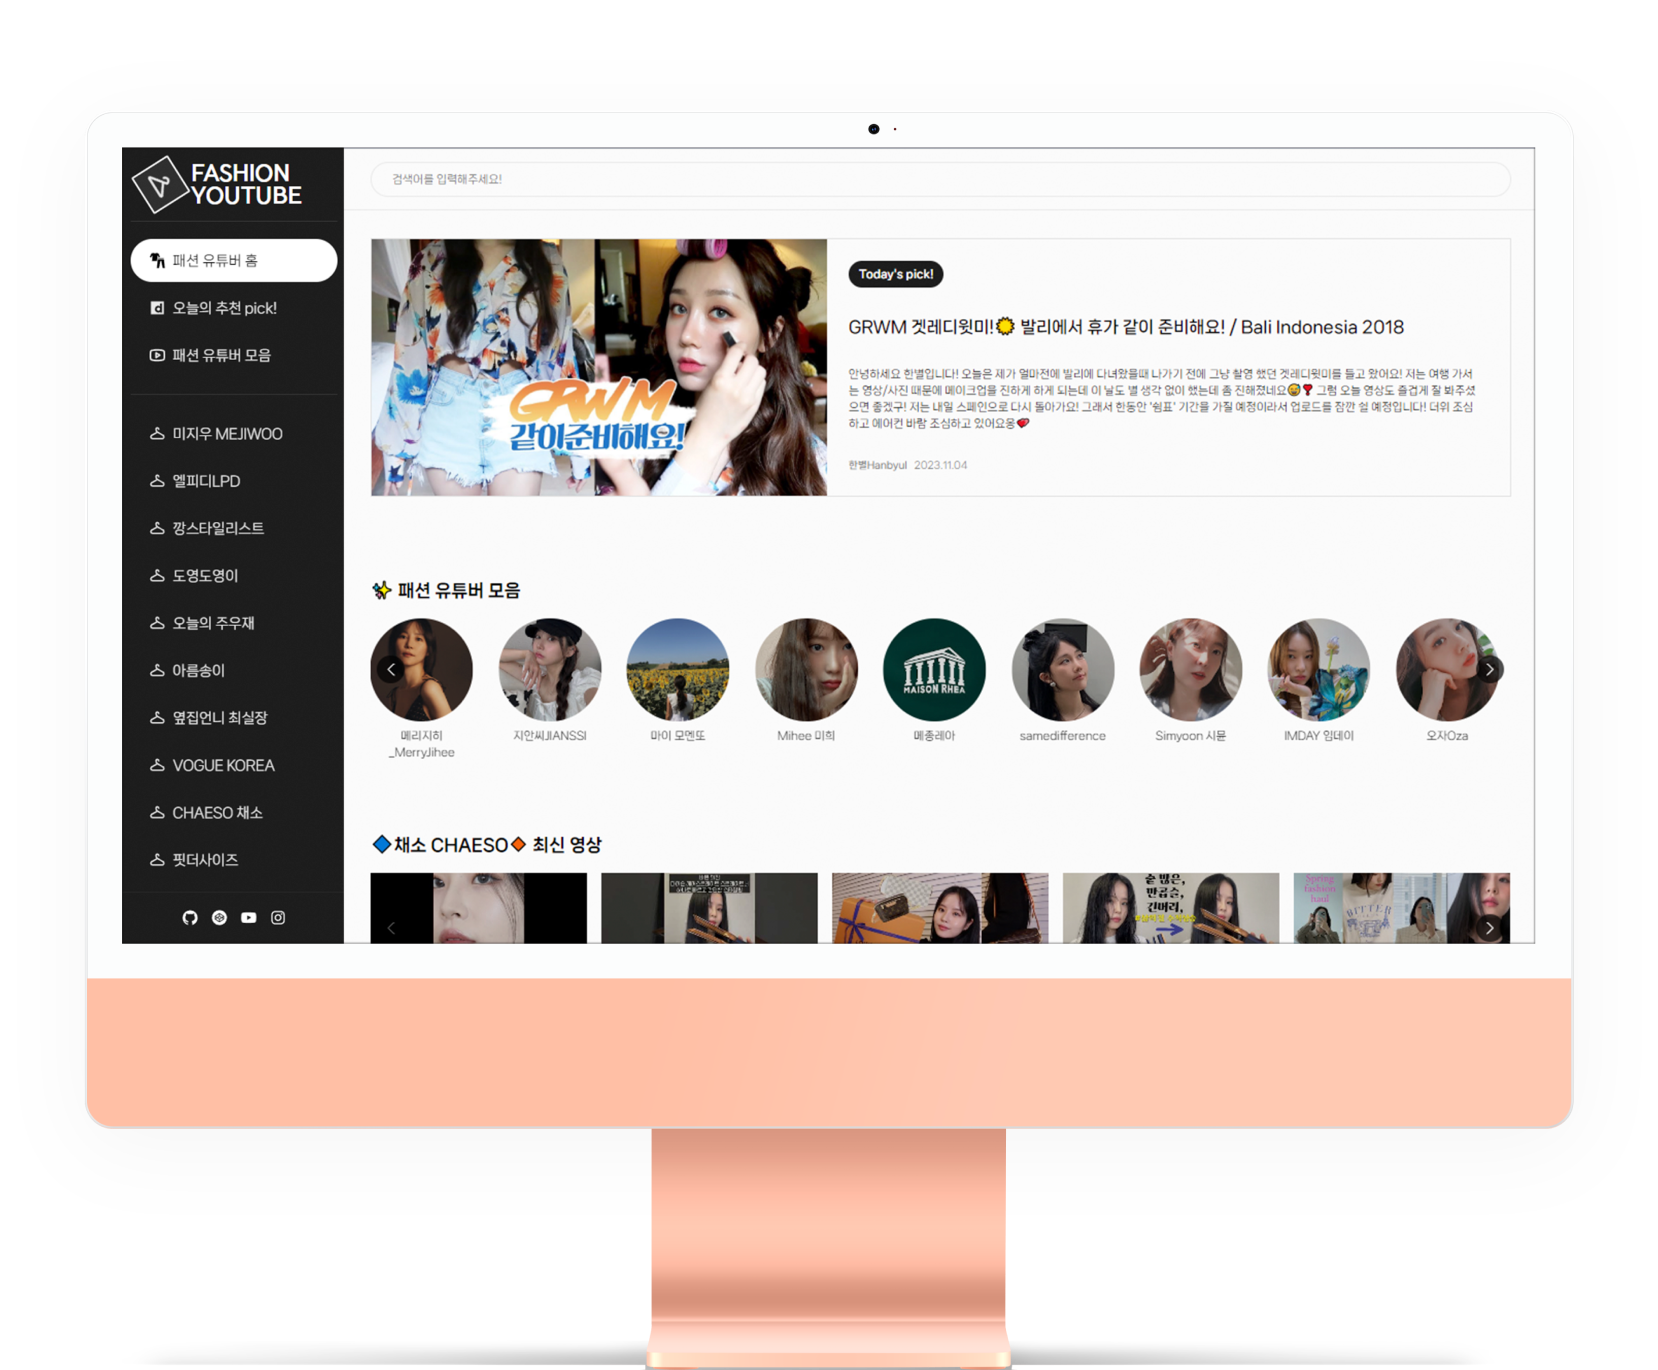 FASHION
YOUTUBE
패션 유튜버 홈
오늘의 추천 pick!
패션 유튜버 모음
미지우 MEJIWOO
엘피디LPD
깡스타일리스트
도영도영이
오늘의 주우재
아름송이
옆집언니 최실장
VOGUE KOREA
CHAESO 채소
핏더사이즈
검색어를 입력해주세요!
GRWM
같이준비해요!
Today's pick!
GRWM 겟레디윗미!🌟 발리에서 휴가 같이 준비해요! / Bali Indonesia 2018
안녕하세요 한별입니다! 오늘은 제가 얼마전에 발리에 다녀왔을때 나가기 전에 그냥 촬영 했던 겟레디윗미를 들고 왔어요! 저는 여행 가서
는 영상/사진 때문에 메이크업을 진하게 하게 되는데 이 날도 별 생각 없이 했는데 좀 진해졌네요😅❣ 그럼 오늘 영상도 즐겁게 잘 봐주셨
으면 좋겠구! 저는 내일 스페인으로 다시 돌아가요! 그래서 한동안 '쉼표' 기간을 가질 예정이라서 업로드를 잠깐 쉴 예정입니다! 더위 조심
하고 에어컨 바람 조심하고 있어요옹💕
한별Hanbyul 2023.11.04
✨ 패션 유튜버 모음
MAISON RHEA
메리지히
_MerryJihee
지안씨JIANSSI
마이 모멘또
Mihee 미희
메종레아
samedifference
Simyoon 시뮨
IMDAY 임데이
오자Oza
🔷채소 CHAESO🔶 최신 영상
숱 많은,
반곱슬,
긴머리,
Spring
fashion
haul
BITTER